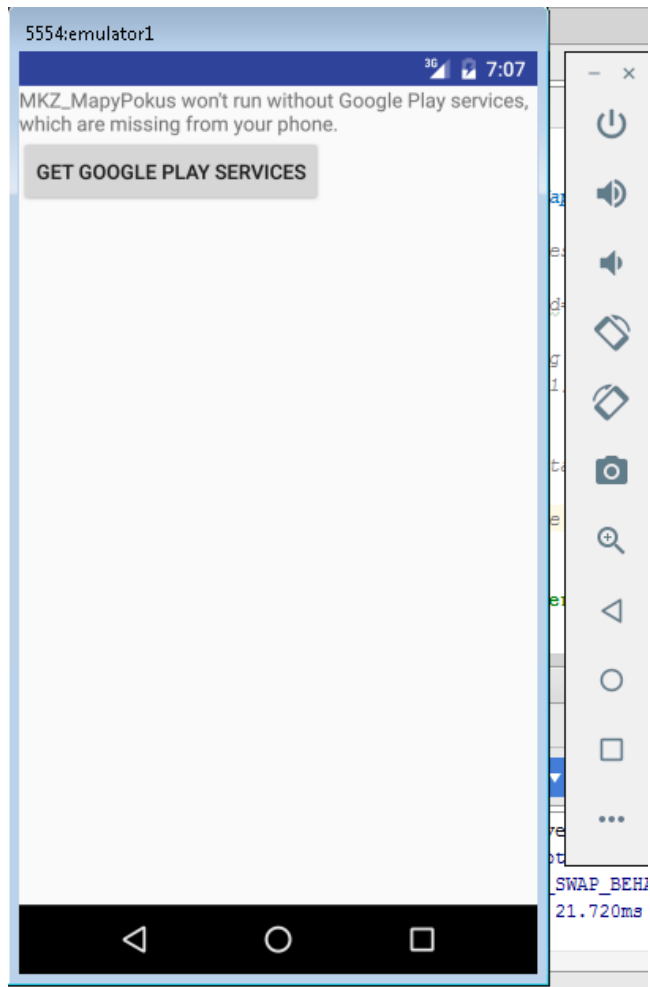 5554:emulator1
3G 7:07
MKZ_MapyPokus won't run without Google Play services,
which are missing from your phone.
GET GOOGLE PLAY SERVICES
_SWAP_BEHA
21.720ms